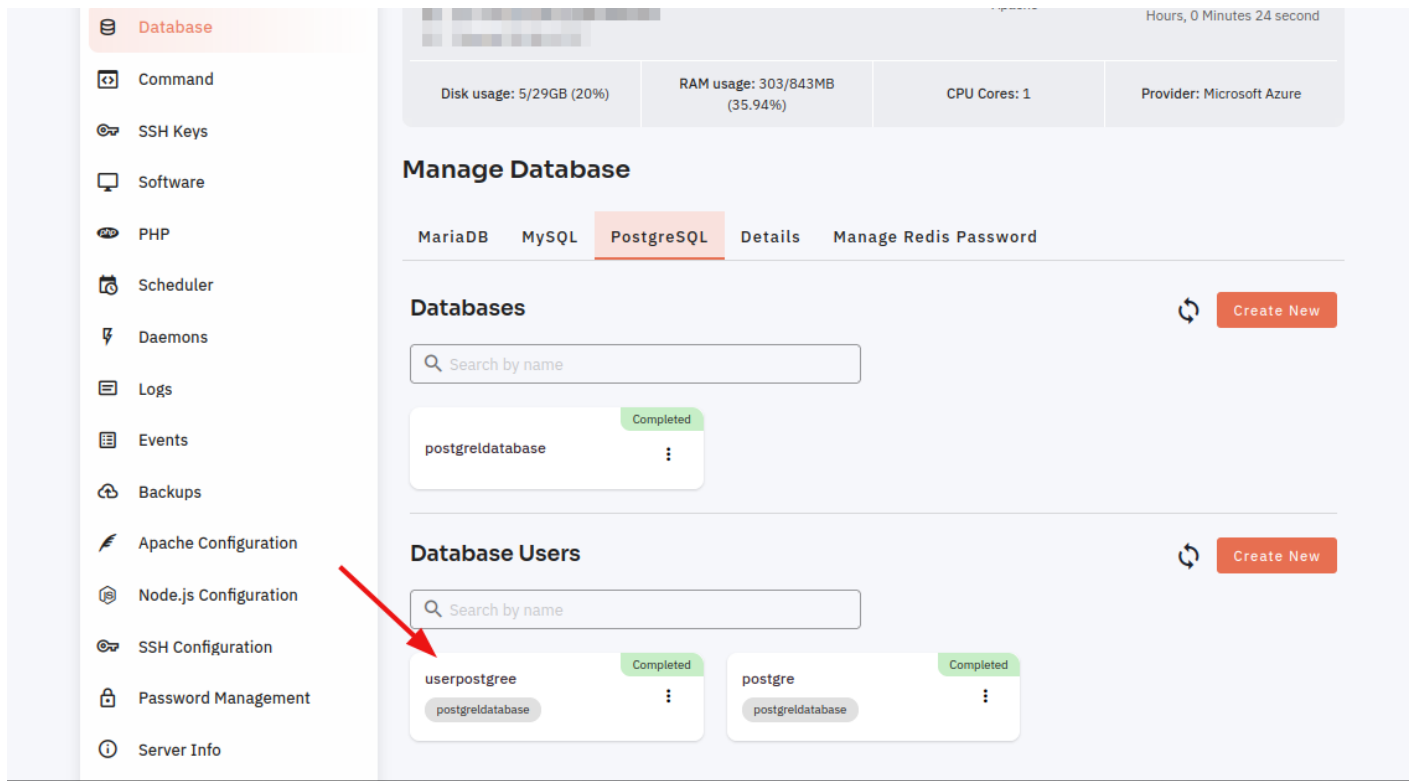 Database
Command
SSH Keys
Software
PHP
Scheduler
Daemons
Logs
Events
Backups
Apache Configuration
Node.js Configuration
SSH Configuration
Password Management
Server Info
Hours, 0 Minutes 24 second
Disk usage: 5/29GB (20%)
RAM usage: 303/843MB
(35.94%)
CPU Cores: 1
Provider: Microsoft Azure
Manage Database
MariaDB MySQL PostgreSQL Details Manage Redis Password
Databases
Create New
Search by name
Completed
postgreldatabase
Database Users
Create New
Search by name
Completed
userpostgree
postgreldatabase
Completed
postgre
postgreldatabase